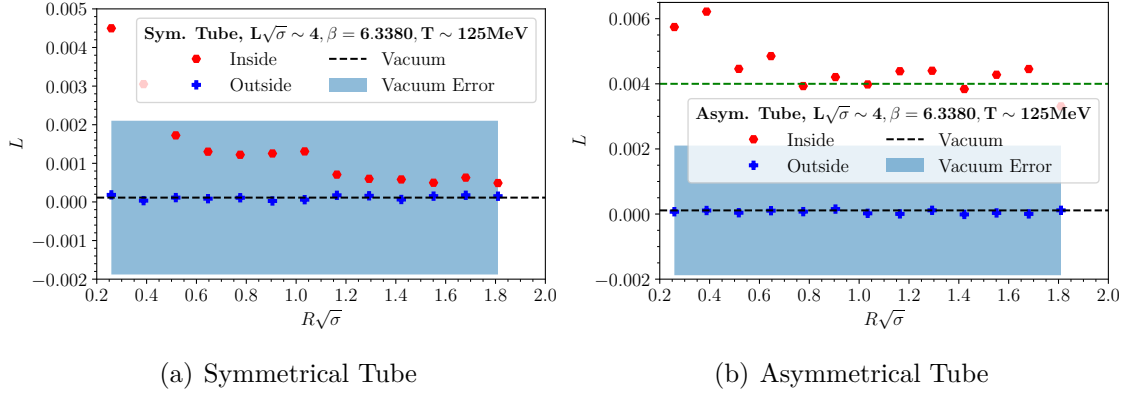 0.005
0.004
0.003
0.002
0.001
0.000
−0.001
−0.002
L
Sym. Tube, L√σ ∼ 4, β = 6.3380, T ∼ 125MeV
Inside
Outside
Vacuum
Vacuum Error
0.2 0.4 0.6 0.8 1.0 1.2 1.4 1.6 1.8 2.0
R√σ
(a) Symmetrical Tube
0.006
0.004
0.002
0.000
−0.002
L
Asym. Tube, L√σ ∼ 4, β = 6.3380, T ∼ 125MeV
Inside
Outside
Vacuum
Vacuum Error
0.2 0.4 0.6 0.8 1.0 1.2 1.4 1.6 1.8 2.0
R√σ
(b) Asymmetrical Tube